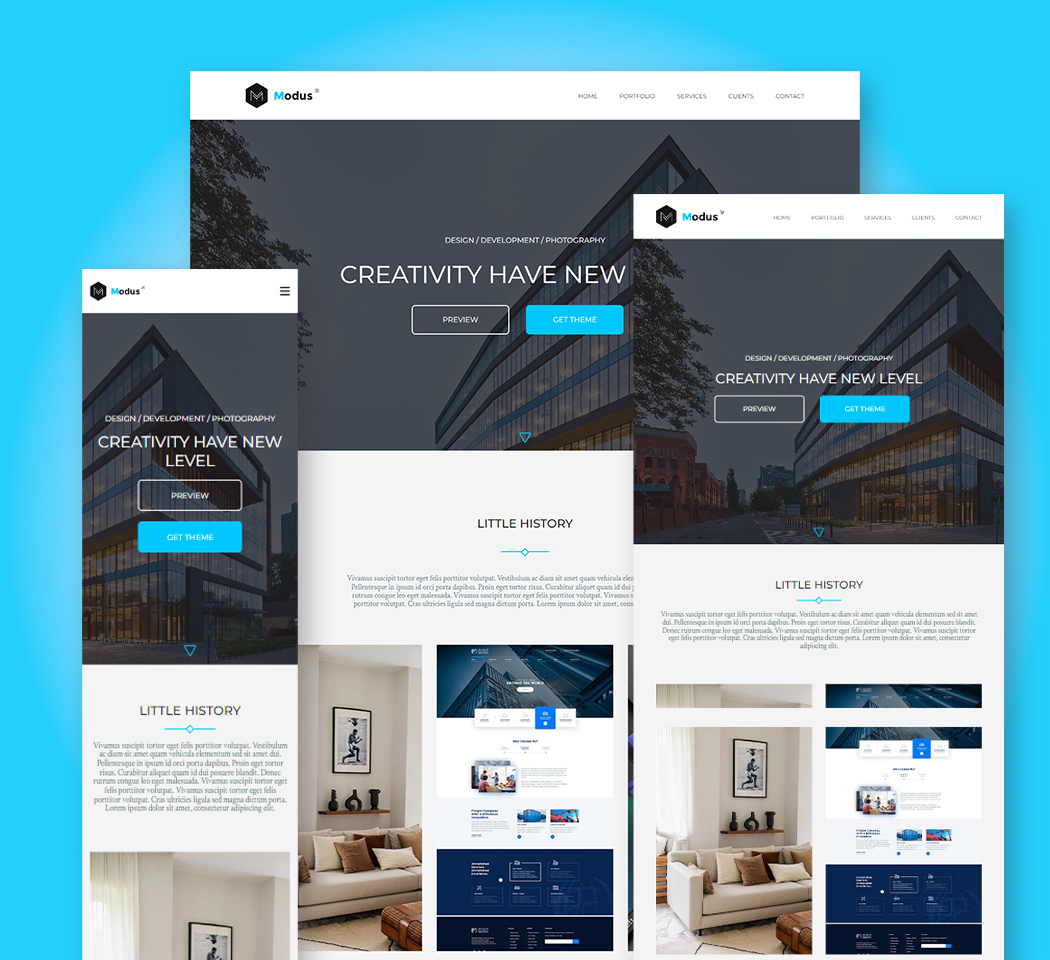 Modus
HOME PORTFOLIO SERVICES CLIENTS CONTACT
DESIGN / DEVELOPMENT / PHOTOGRAPHY
CREATIVITY HAVE NEW
PREVIEW GET THEME
LITTLE HISTORY
Vivamus suscipit tortor eget felis porttitor volutpat. Vestibulum ac diam sit amet quam vehicula
Pellentesque in ipsum id orci porta dapibus. Proin eget tortor risus. Curabitur aliquet quam id dui
rutrum congue leo eget malesuada. Vivamus suscipit tortor eget felis porttitor volutpat. Vivamus
porttitor volutpat. Cras ultricies ligula sed magna dictum porta. Lorem ipsum dolor sit amet,
Modus
HOME PORTFOLIO SERVICES CLIENTS CONTACT
DESIGN / DEVELOPMENT / PHOTOGRAPHY
CREATIVITY HAVE NEW LEVEL
PREVIEW GET THEME
LITTLE HISTORY
Vivamus suscipit tortor eget felis porttitor volutpat. Vestibulum ac diam sit amet quam vehicula elementum sed sit amet
dui. Pellentesque in ipsum id orci porta dapibus. Proin eget tortor risus. Curabitur aliquet quam id dui posuere blandit.
Donec rutrum congue leo eget malesuada. Vivamus suscipit tortor eget felis porttitor volutpat. Vivamus suscipit tortor
eget felis porttitor volutpat. Cras ultricies ligula sed magna dictum porta. Lorem ipsum dolor sit amet, consectetur
adipiscing elit.
Modus
DESIGN / DEVELOPMENT / PHOTOGRAPHY
CREATIVITY HAVE NEW
LEVEL
PREVIEW
GET THEME
LITTLE HISTORY
Vivamus suscipit tortor eget felis porttitor volutpat. Vestibulum
ac diam sit amet quam vehicula elementum sed sit amet dui.
Pellentesque in ipsum id orci porta dapibus. Proin eget tortor
risus. Curabitur aliquet quam id dui posuere blandit. Donec
rutrum congue leo eget malesuada. Vivamus suscipit tortor eget
felis porttitor volutpat. Vivamus suscipit tortor eget felis
porttitor volutpat. Cras ultricies ligula sed magna dictum porta.
Lorem ipsum dolor sit amet, consectetur adipiscing elit.